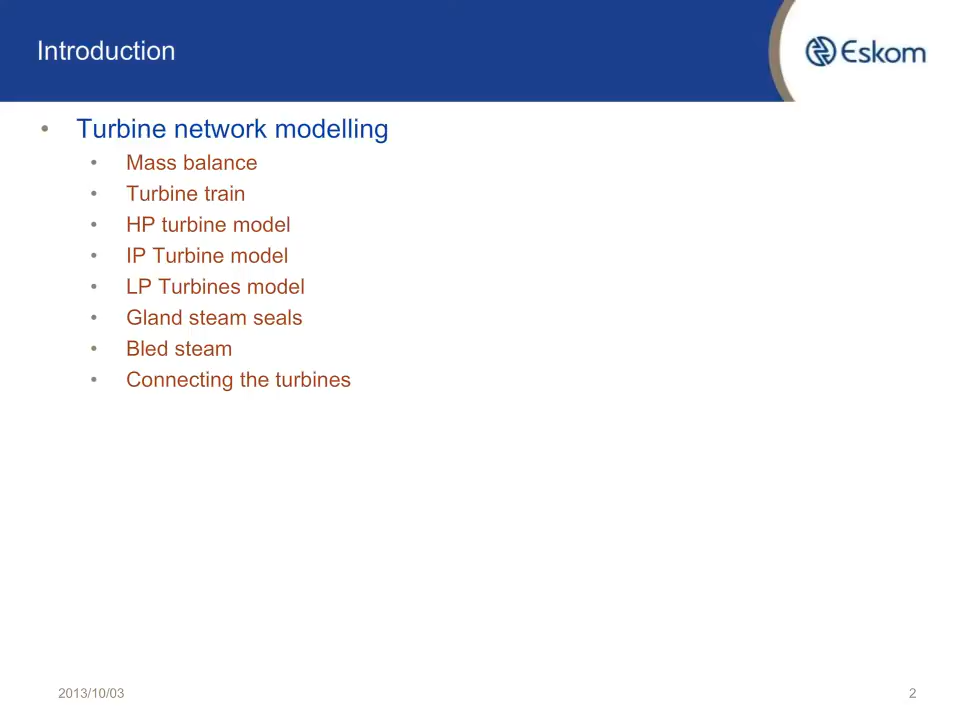 Introduction
Eskom
• Turbine network modelling
• Mass balance
• Turbine train
• HP turbine model
• IP Turbine model
• LP Turbines model
• Gland steam seals
• Bled steam
• Connecting the turbines
2013/10/03
2